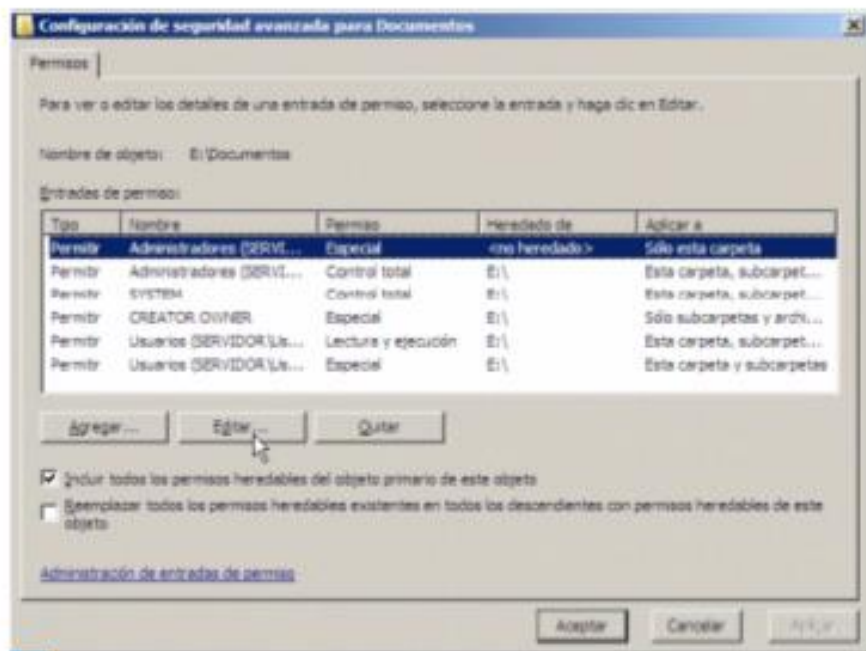 Configuración de seguridad avanzada para Documentos
Permisos
Para ver o editar los detalles de una entrada de permiso, seleccione la entrada y haga clic en Editar.
Nombre de objeto: E:\Documentos
Entradas de permiso:
Tipo Nombre Permiso Heredado de Aplicar a
Permitir Administradores (SERVI... Especial <no heredado> Sólo esta carpeta
Permitir Administradores (SERVI... Control total E:\ Esta carpeta, subcarpet...
Permitir SYSTEM Control total E:\ Esta carpeta, subcarpet...
Permitir CREATOR OWNER Especial E:\ Sólo subcarpetas y archi...
Permitir Usuarios (SERVIDOR\Us... Lectura y ejecución E:\ Esta carpeta, subcarpet...
Permitir Usuarios (SERVIDOR\Us... Especial E:\ Esta carpeta y subcarpetas
Agregar... Editar... Quitar
Incluir todos los permisos heredables del objeto primario de este objeto
Reemplazar todos los permisos heredables existentes en todos los descendientes con permisos heredables de este
objeto
Administración de entradas de permiso
Aceptar Cancelar Aplicar